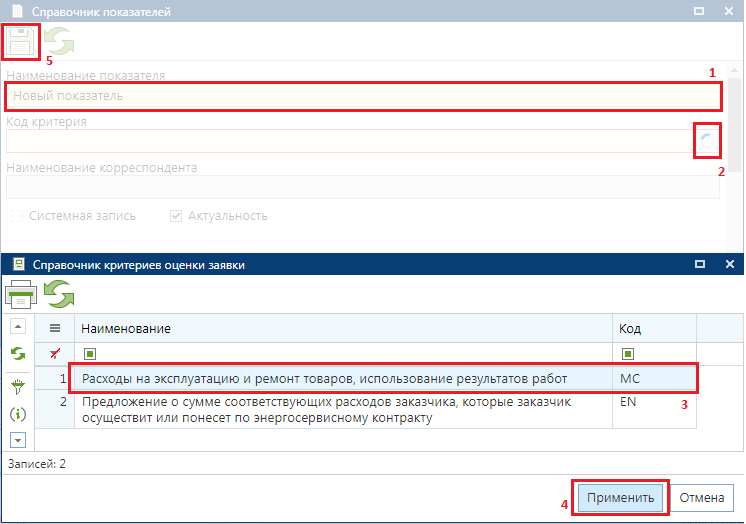 Справочник показателей
5
Наименование показателя
1
Новый показатель
Код критерия
2
Наименование корреспондента
Системная запись Актуальность
Справочник критериев оценки заявки
Наименование Код
1 Расходы на эксплуатацию и ремонт товаров, использование результатов работ МС
2 Предложение о сумме соответствующих расходов заказчика, которые заказчик EN
осуществит или понесет по энергосервисному контракту
3
Записей: 2
4 Применить Отмена